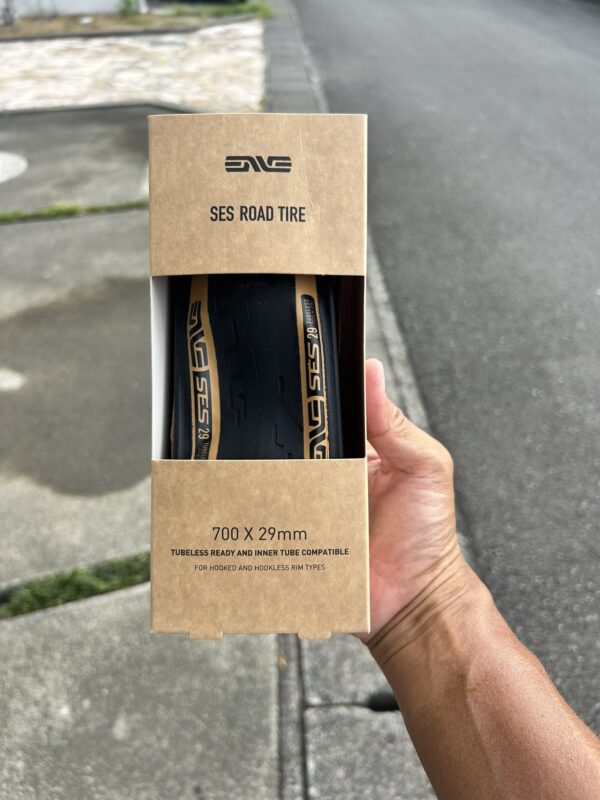 ENVE
SES ROAD TIRE
ENVE SES 29
ENVE SES 29 TUBELESS
700 X 29mm
TUBELESS READY AND INNER TUBE COMPATIBLE
FOR HOOKED AND HOOKLESS RIM TYPES